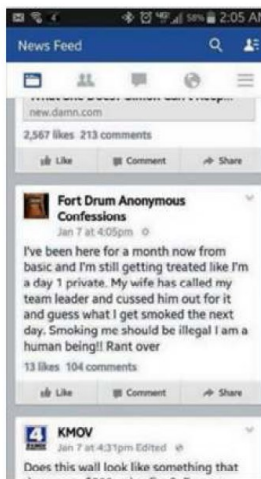 4G 58% 2:05 AM
News Feed
new.damn.com
2,567 likes 213 comments
Like Comment Share
Fort Drum Anonymous
Confessions
Jan 7 at 4:05pm
I've been here for a month now from
basic and I'm still getting treated like I'm
a day 1 private. My wife has called my
team leader and cussed him out for it
and guess what I get smoked the next
day. Smoking me should be illegal I am a
human being!! Rant over
13 likes 104 comments
Like Comment Share
4
KMOV
Jan 7 at 4:31pm Edited
Does this wall look like something that